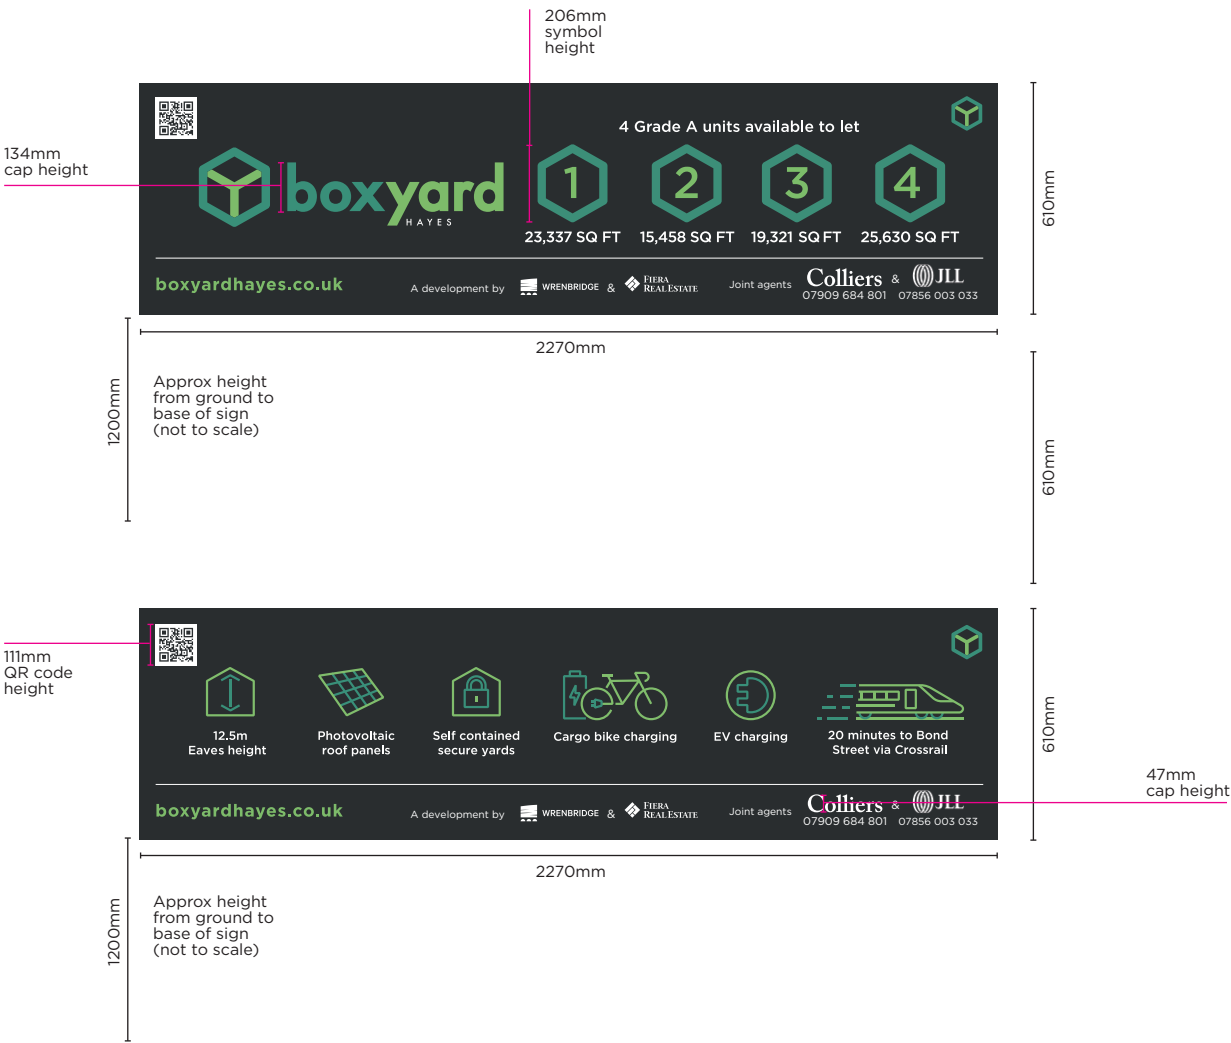 206mm
symbol
height
134mm
cap height
4 Grade A units available to let
boxyard
HAYES
1
2
3
4
23,337 SQ FT
15,458 SQ FT
19,321 SQ FT
25,630 SQ FT
610mm
boxyardhayes.co.uk
A development by
WRENBRIDGE
&
FIERA
REAL ESTATE
Joint agents
Colliers
&
JLL
07909 684 801
07856 003 033
2270mm
1200mm
Approx height
from ground to
base of sign
(not to scale)
610mm
111mm
QR code
height
12.5m
Eaves height
Photovoltaic
roof panels
Self contained
secure yards
Cargo bike charging
EV charging
20 minutes to Bond
Street via Crossrail
610mm
47mm
cap height
boxyardhayes.co.uk
A development by
WRENBRIDGE
&
FIERA
REAL ESTATE
Joint agents
Colliers
&
JLL
07909 684 801
07856 003 033
2270mm
1200mm
Approx height
from ground to
base of sign
(not to scale)